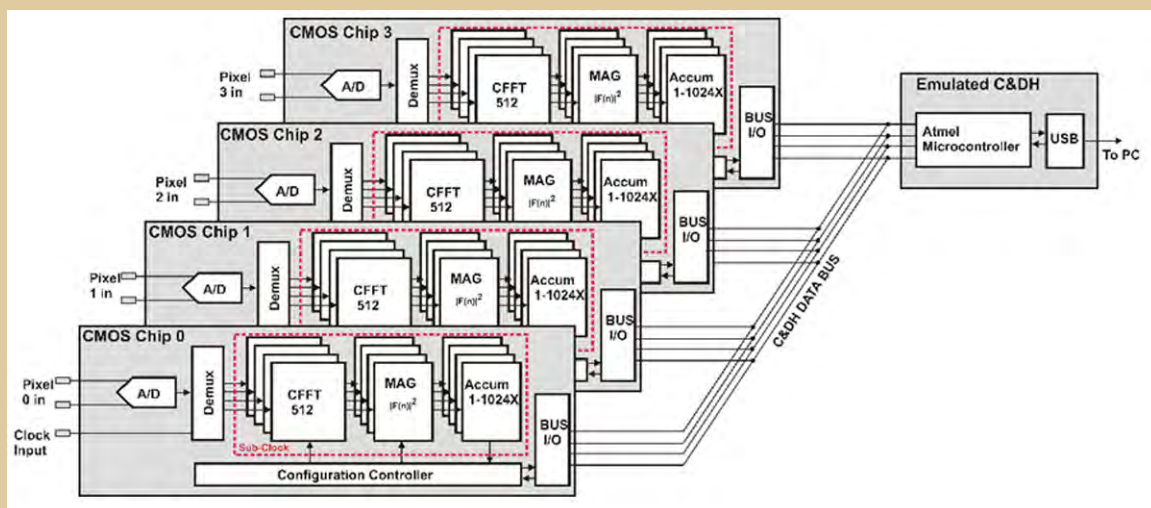 CMOS Chip 3
Pixel
3 in
A/D
Demux
CFFT
512
MAG
|F(n)|²
Accum
1-1024X
BUS
I/O
CMOS Chip 2
Pixel
2 in
A/D
Demux
CFFT
512
MAG
|F(n)|²
Accum
1-1024X
BUS
I/O
CMOS Chip 1
Pixel
1 in
A/D
Demux
CFFT
512
MAG
|F(n)|²
Accum
1-1024X
BUS
I/O
CMOS Chip 0
Pixel
0 in
Clock
Input
A/D
Demux
CFFT
512
MAG
|F(n)|²
Accum
1-1024X
Sub-Clock
Configuration Controller
BUS
I/O
C&DH DATA BUS
Emulated C&DH
Atmel
Microcontroller
USB
To PC